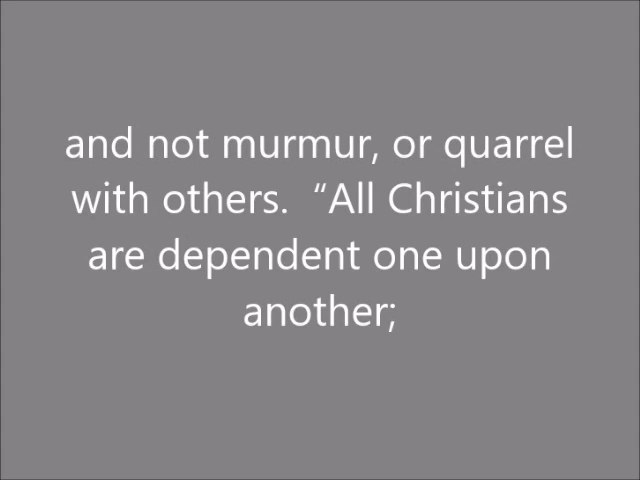 and not murmur, or quarrel
with others.  “All Christians
are dependent one upon
another;